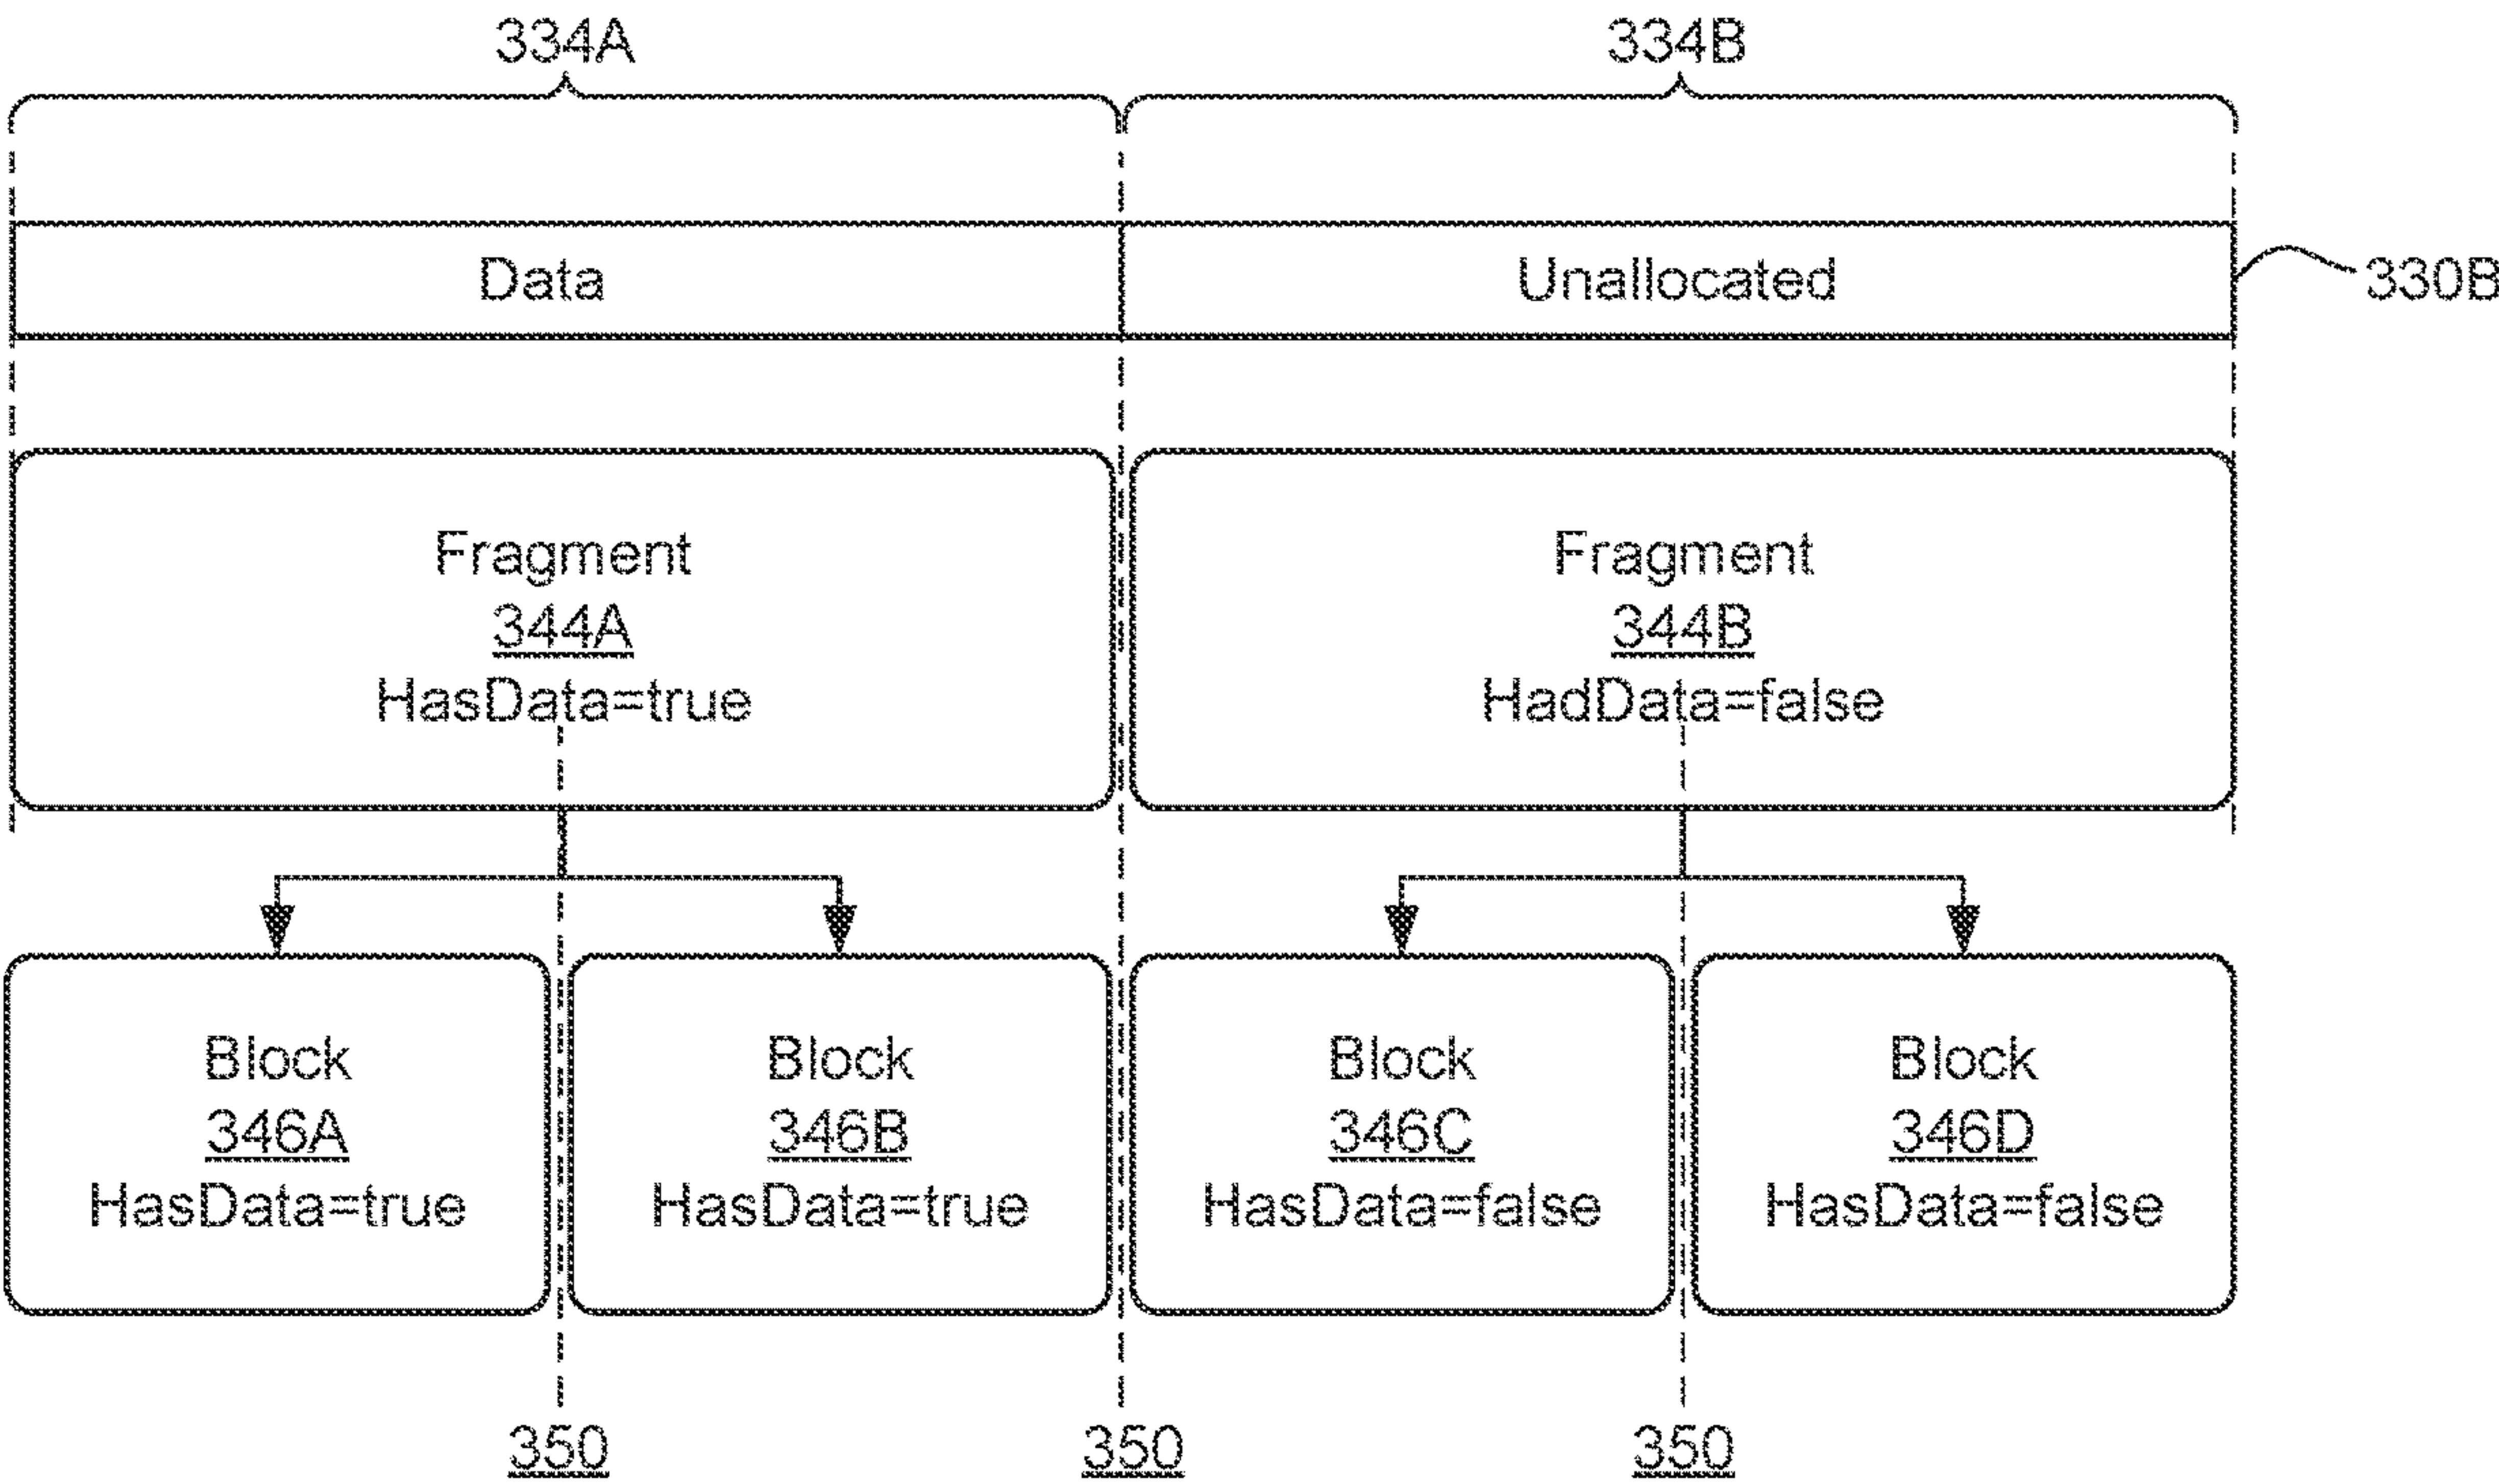 334A
334B
Data
Unallocated
330B
Fragment
344A
HasData=true
Fragment
344B
HadData=false
Block
346A
HasData=true
Block
346B
HasData=true
Block
346C
HasData=false
Block
346D
HasData=false
350
350
350